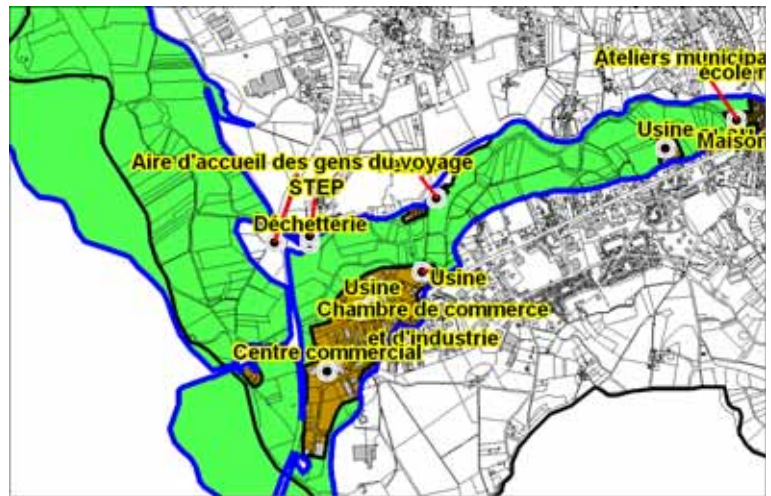 Ateliers municipa
école
Usine
Maison
Aire d'accueil des gens du voyage
STEP
Déchetterie
Usine
Usine
Chambre de commerce
et d'industrie
Centre commercial